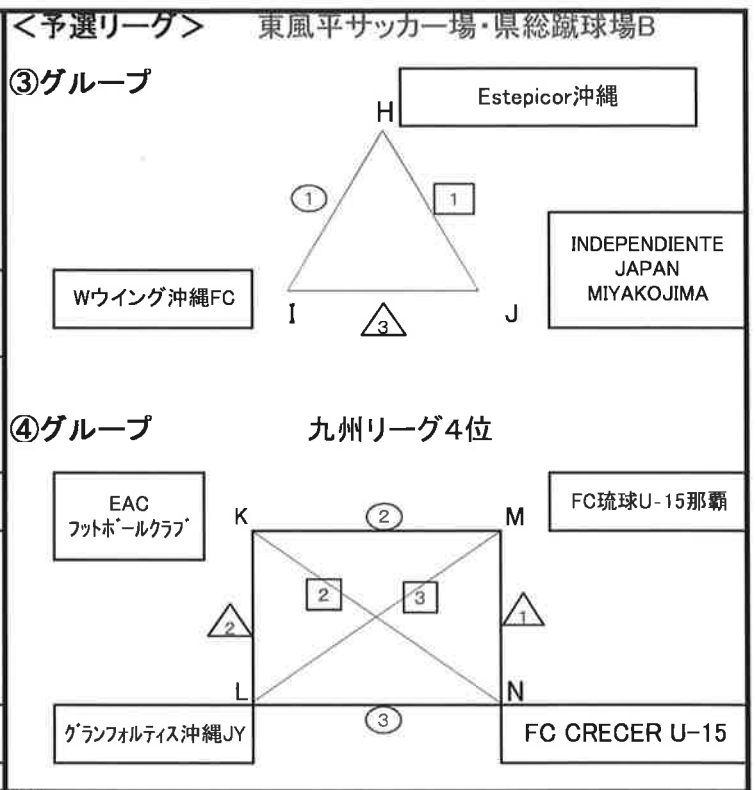 <予選リーグ> 東風平サッカー場・県総蹴球場B
③グループ
Estepicor沖縄
H
① 1
INDEPENDIENTE
JAPAN
MIYAKOJIMA
Wウイング沖縄FC
I
J
3
④グループ 九州リーグ4位
EAC
フットボールクラブ
FC琉球U-15那覇
K ② M
2 3
2 1
L N
グランフォルティス沖縄JY
③
FC CRECER U-15